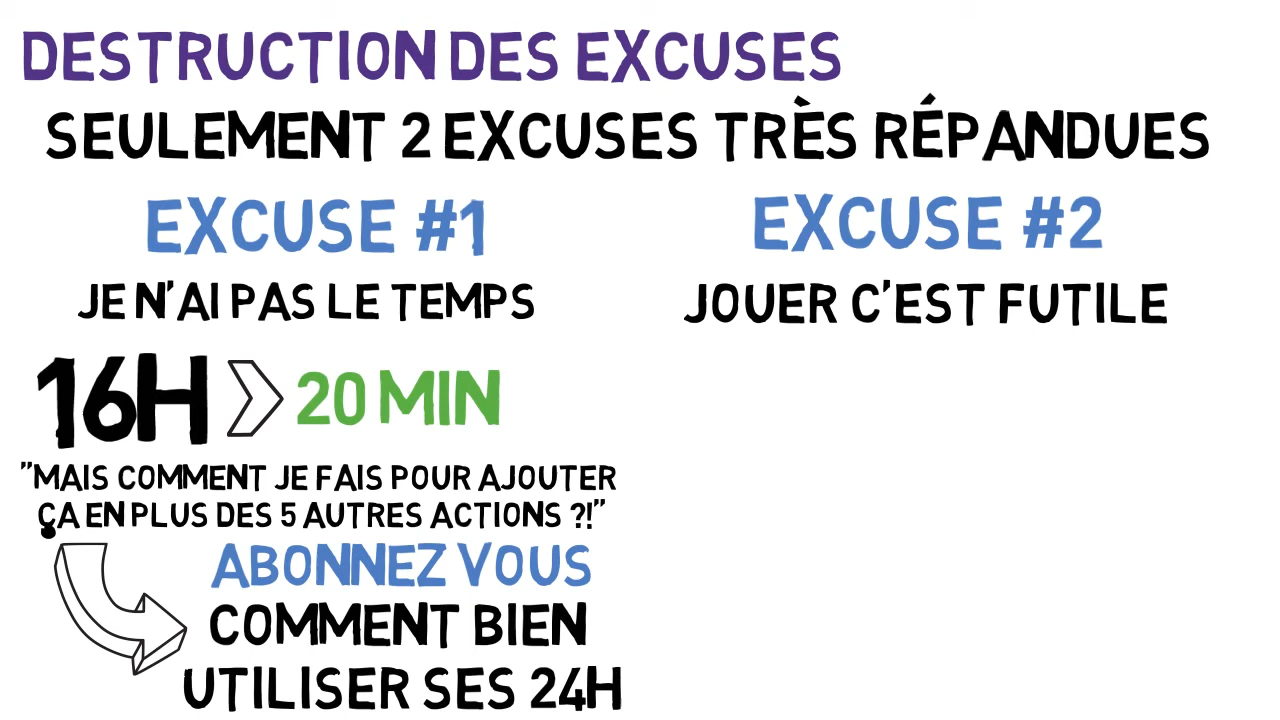 DESTRUCTION DES EXCUSES
SEULEMENT 2 EXCUSES TRÈS RÉPANDUES
EXCUSE #1
JE N'AI PAS LE TEMPS
16H 20 MIN
"MAIS COMMENT JE FAIS POUR AJOUTER
ÇA EN PLUS DES 5 AUTRES ACTIONS ?!"
ABONNEZ VOUS
COMMENT BIEN
UTILISER SES 24H
EXCUSE #2
JOUER C'EST FUTILE